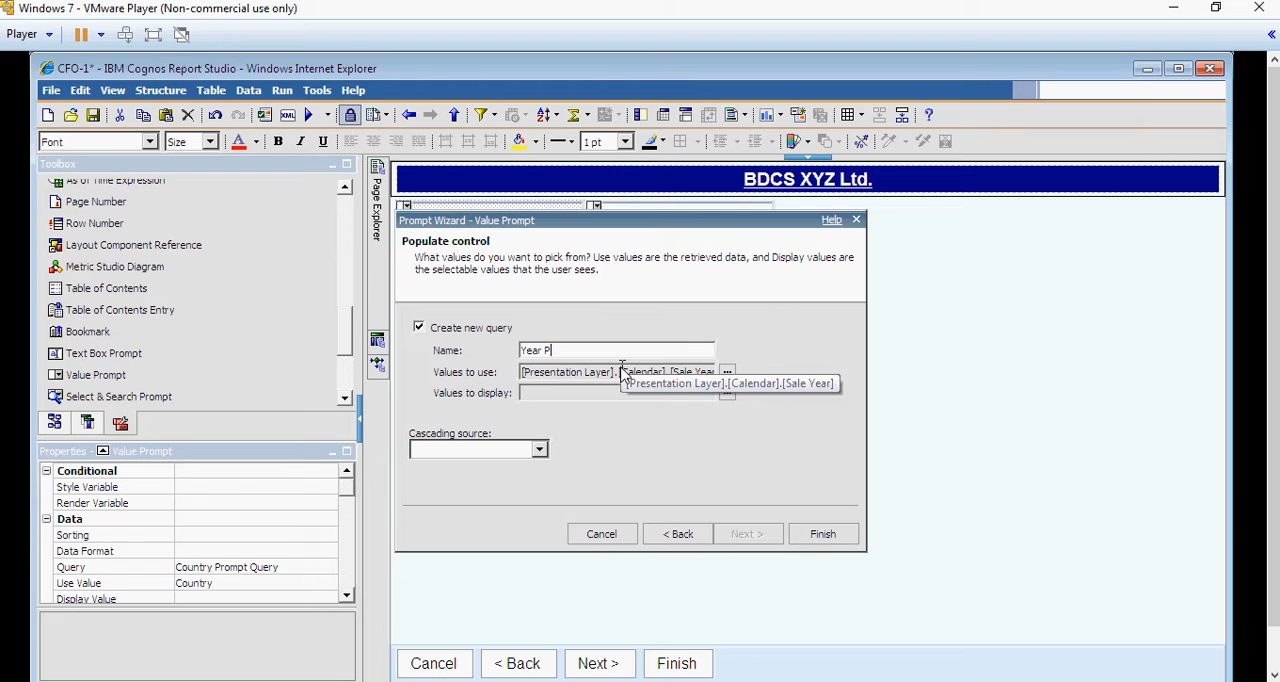 Windows 7 - VMware Player (Non-commercial use only)
Player
CFO-1* - IBM Cognos Report Studio - Windows Internet Explorer
File Edit View Structure Table Data Run Tools Help
Font Size B I U 1 pt
Toolbox
As of Time Expression
Page Number
Row Number
Layout Component Reference
Metric Studio Diagram
Table of Contents
Table of Contents Entry
Bookmark
Text Box Prompt
Value Prompt
Select & Search Prompt
Properties - Value Prompt
Conditional
Style Variable
Render Variable
Data
Sorting
Data Format
Query Country Prompt Query
Use Value Country
Display Value
Page Explorer
BDCS XYZ Ltd.
Prompt Wizard - Value Prompt Help
Populate control
What values do you want to pick from? Use values are the retrieved data, and Display values are
the selectable values that the user sees.
Create new query
Name: Year P
Values to use: [Presentation Layer].[Calendar].[Sale Year
[Presentation Layer].[Calendar].[Sale Year]
Values to display:
Cascading source:
Cancel < Back Next > Finish
Cancel < Back Next > Finish